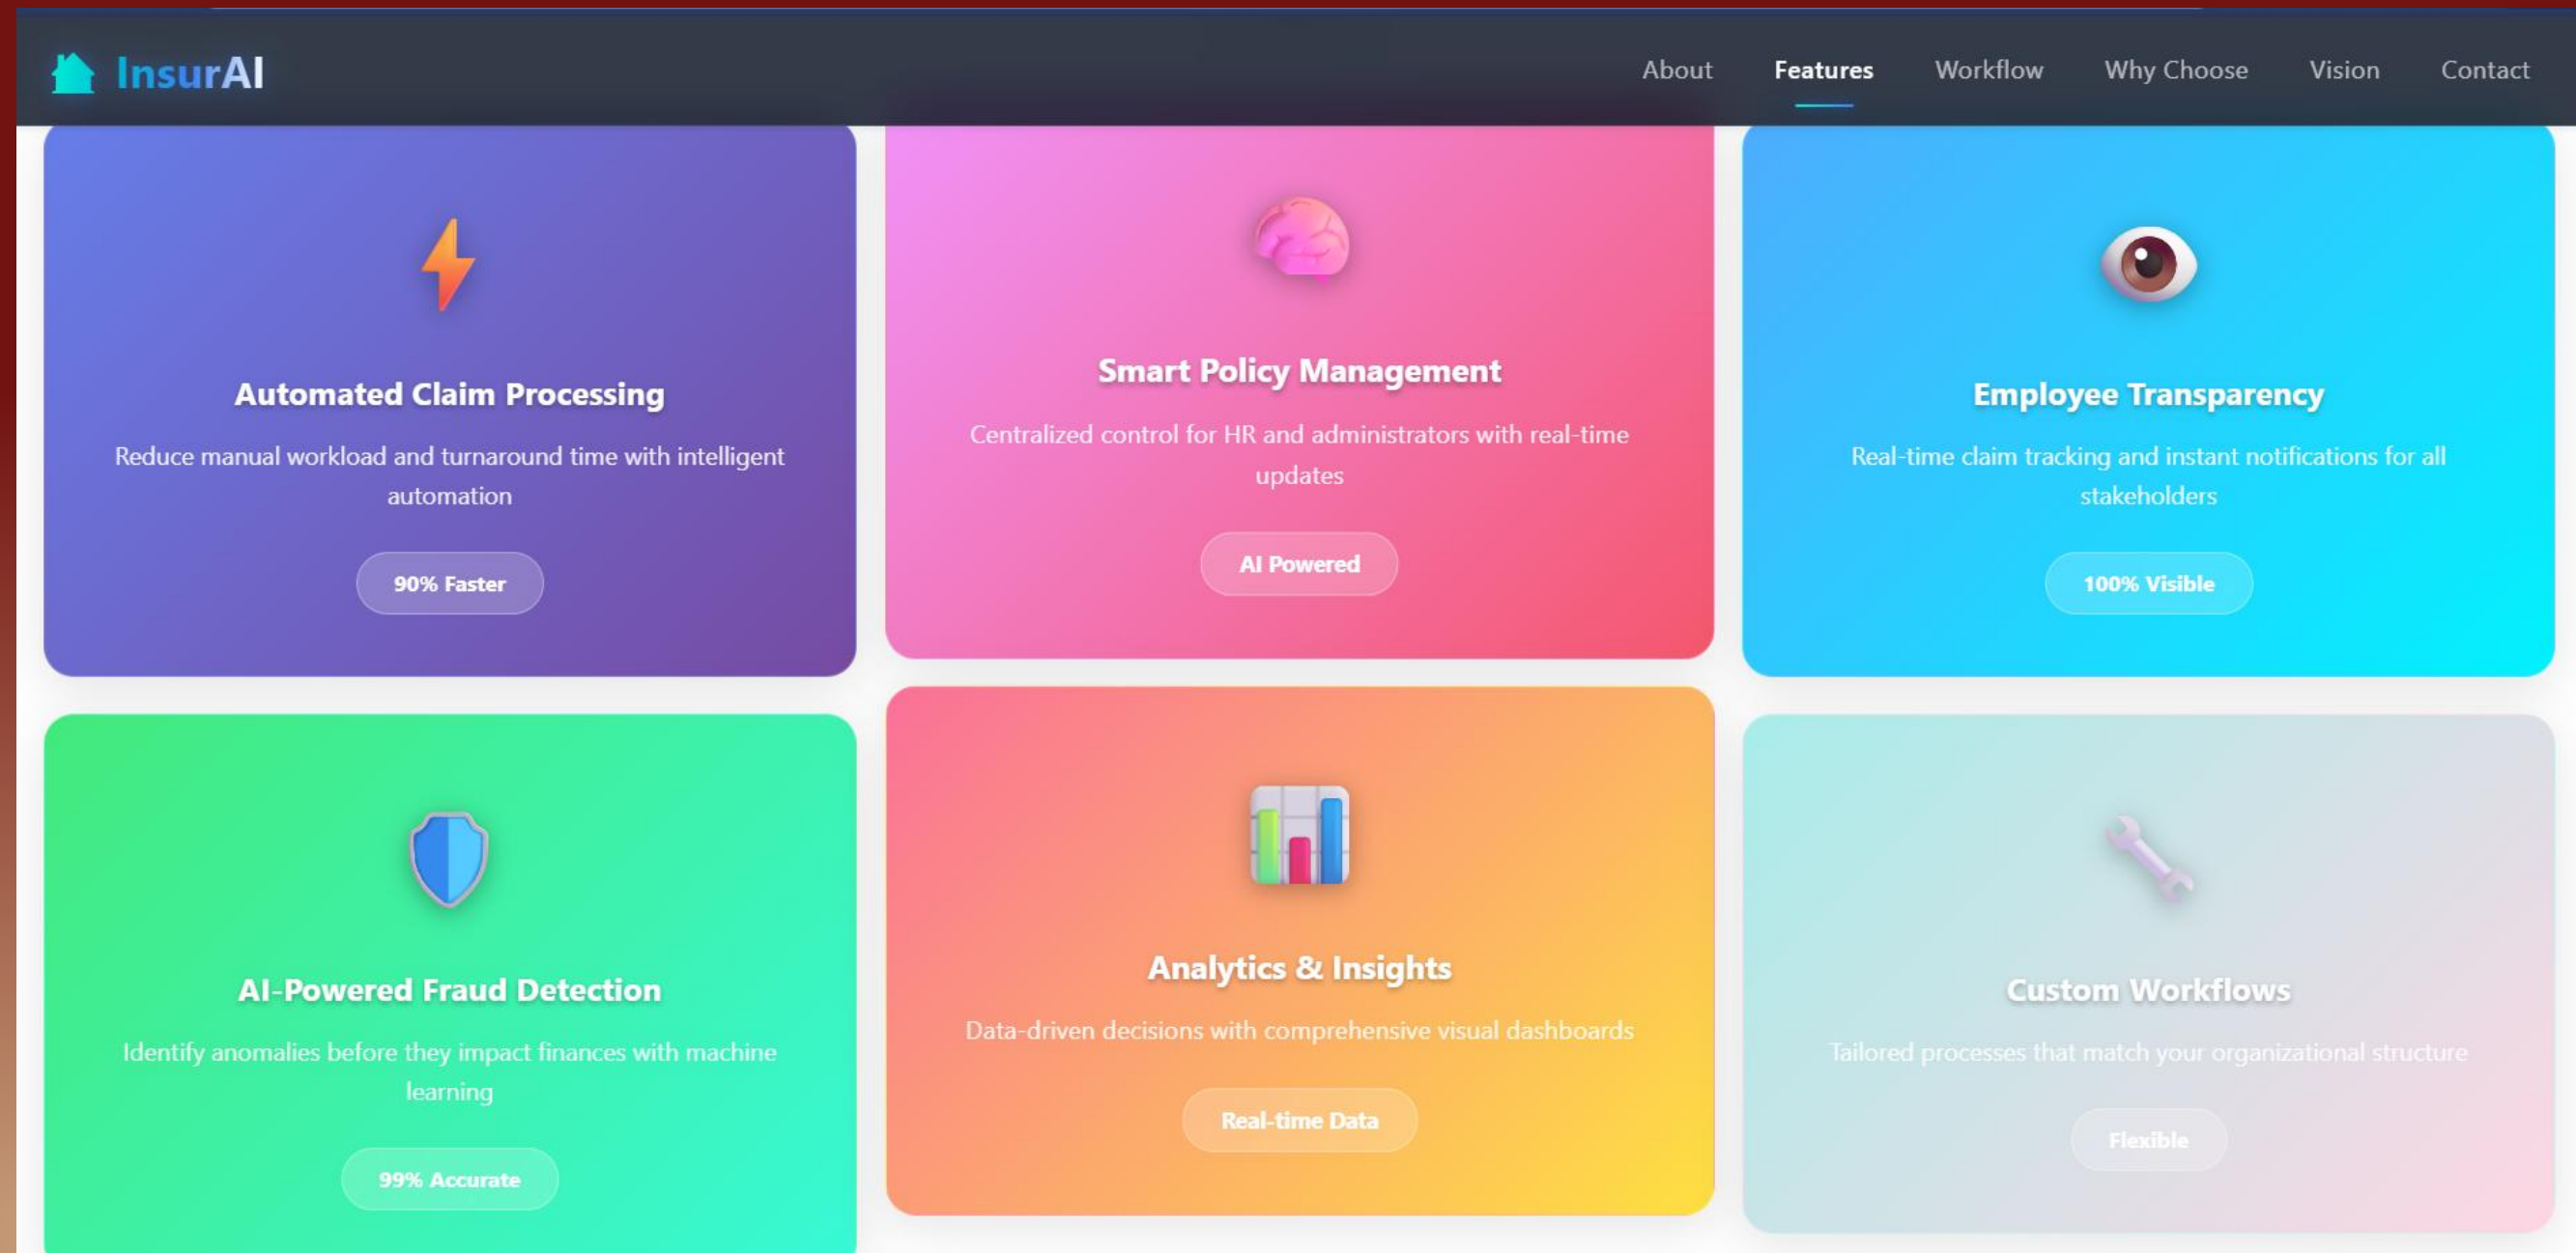 InsurAI
About
Features
Workflow
Why Choose
Vision
Contact
Automated Claim Processing
Reduce manual workload and turnaround time with intelligent
automation
90% Faster
Smart Policy Management
Centralized control for HR and administrators with real-time
updates
AI Powered
Employee Transparency
Real-time claim tracking and instant notifications for all
stakeholders
100% Visible
AI-Powered Fraud Detection
Identify anomalies before they impact finances with machine
learning
99% Accurate
Analytics & Insights
Data-driven decisions with comprehensive visual dashboards
Real-time Data
Custom Workflows
Tailored processes that match your organizational structure
Flexible